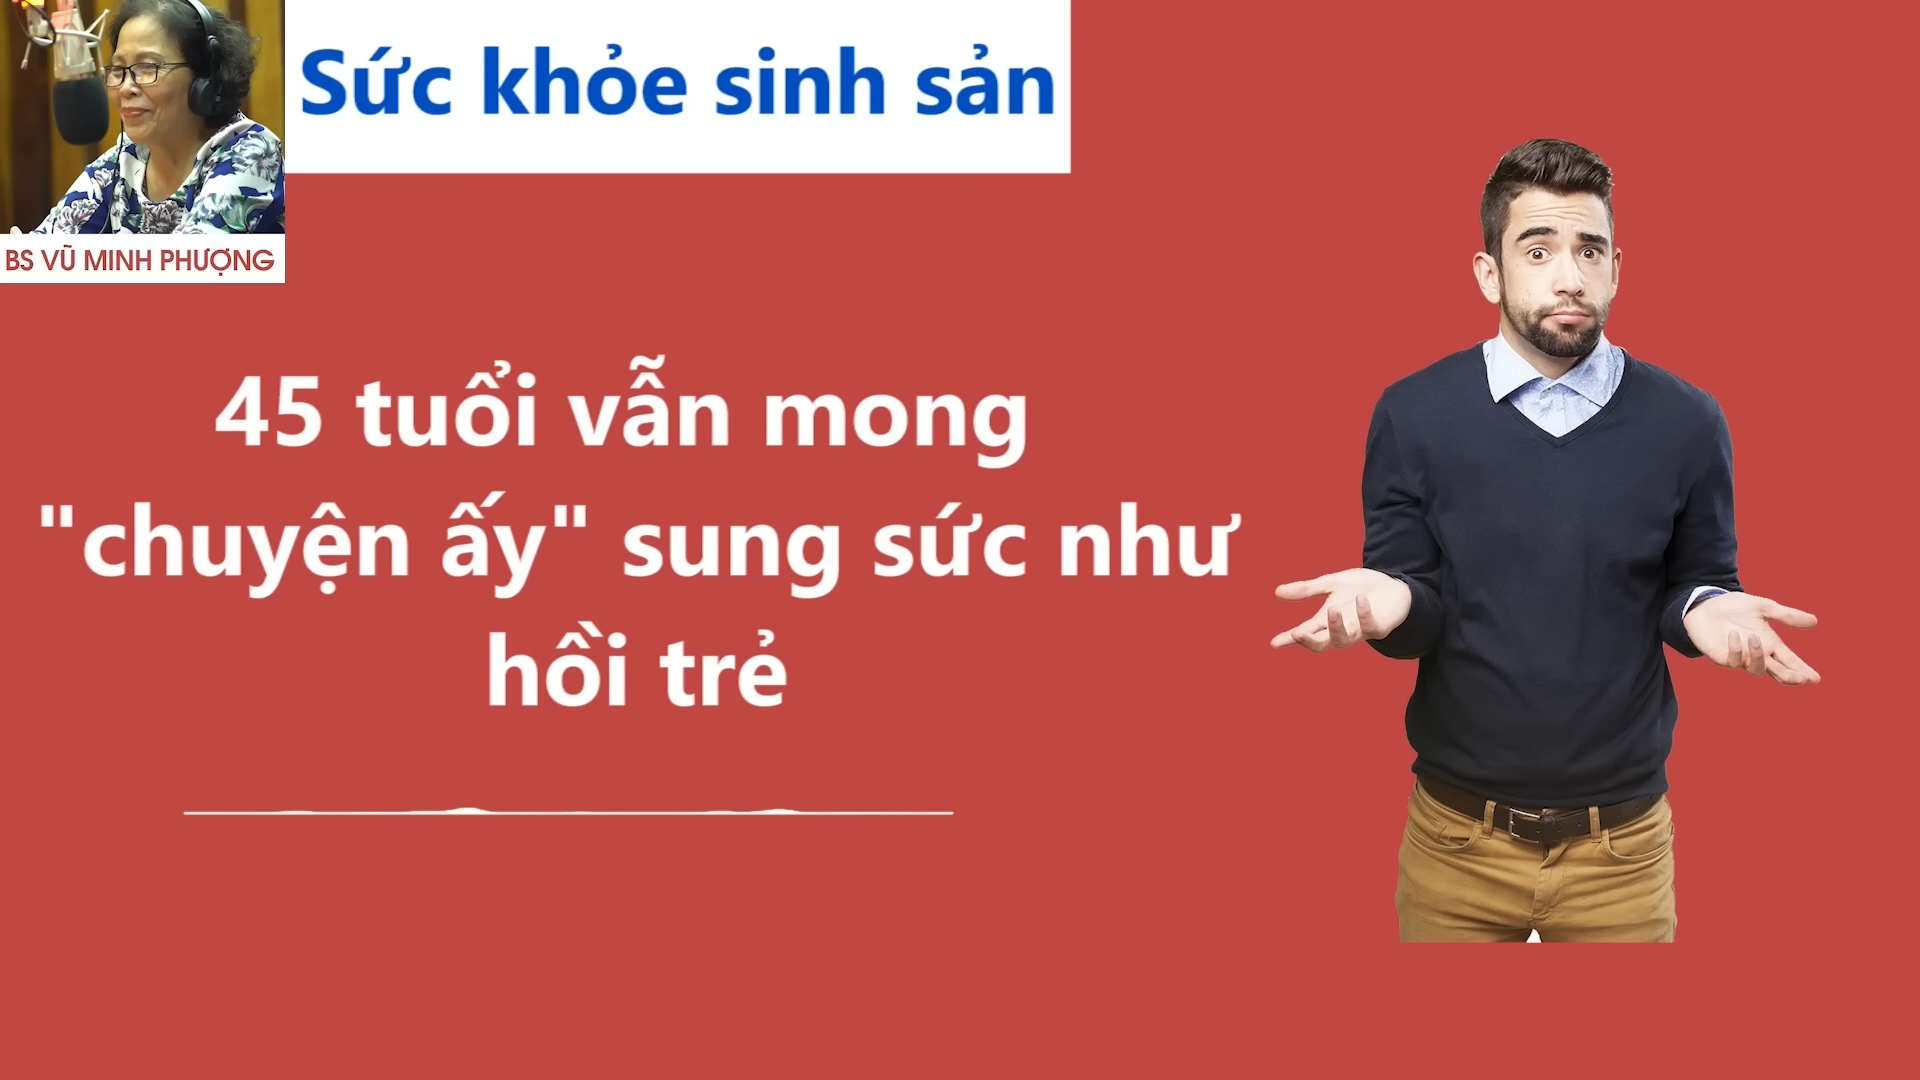 Sức khỏe sinh sản
BS VŨ MINH PHƯỢNG
45 tuổi vẫn mong
"chuyện ấy" sung sức như
hồi trẻ